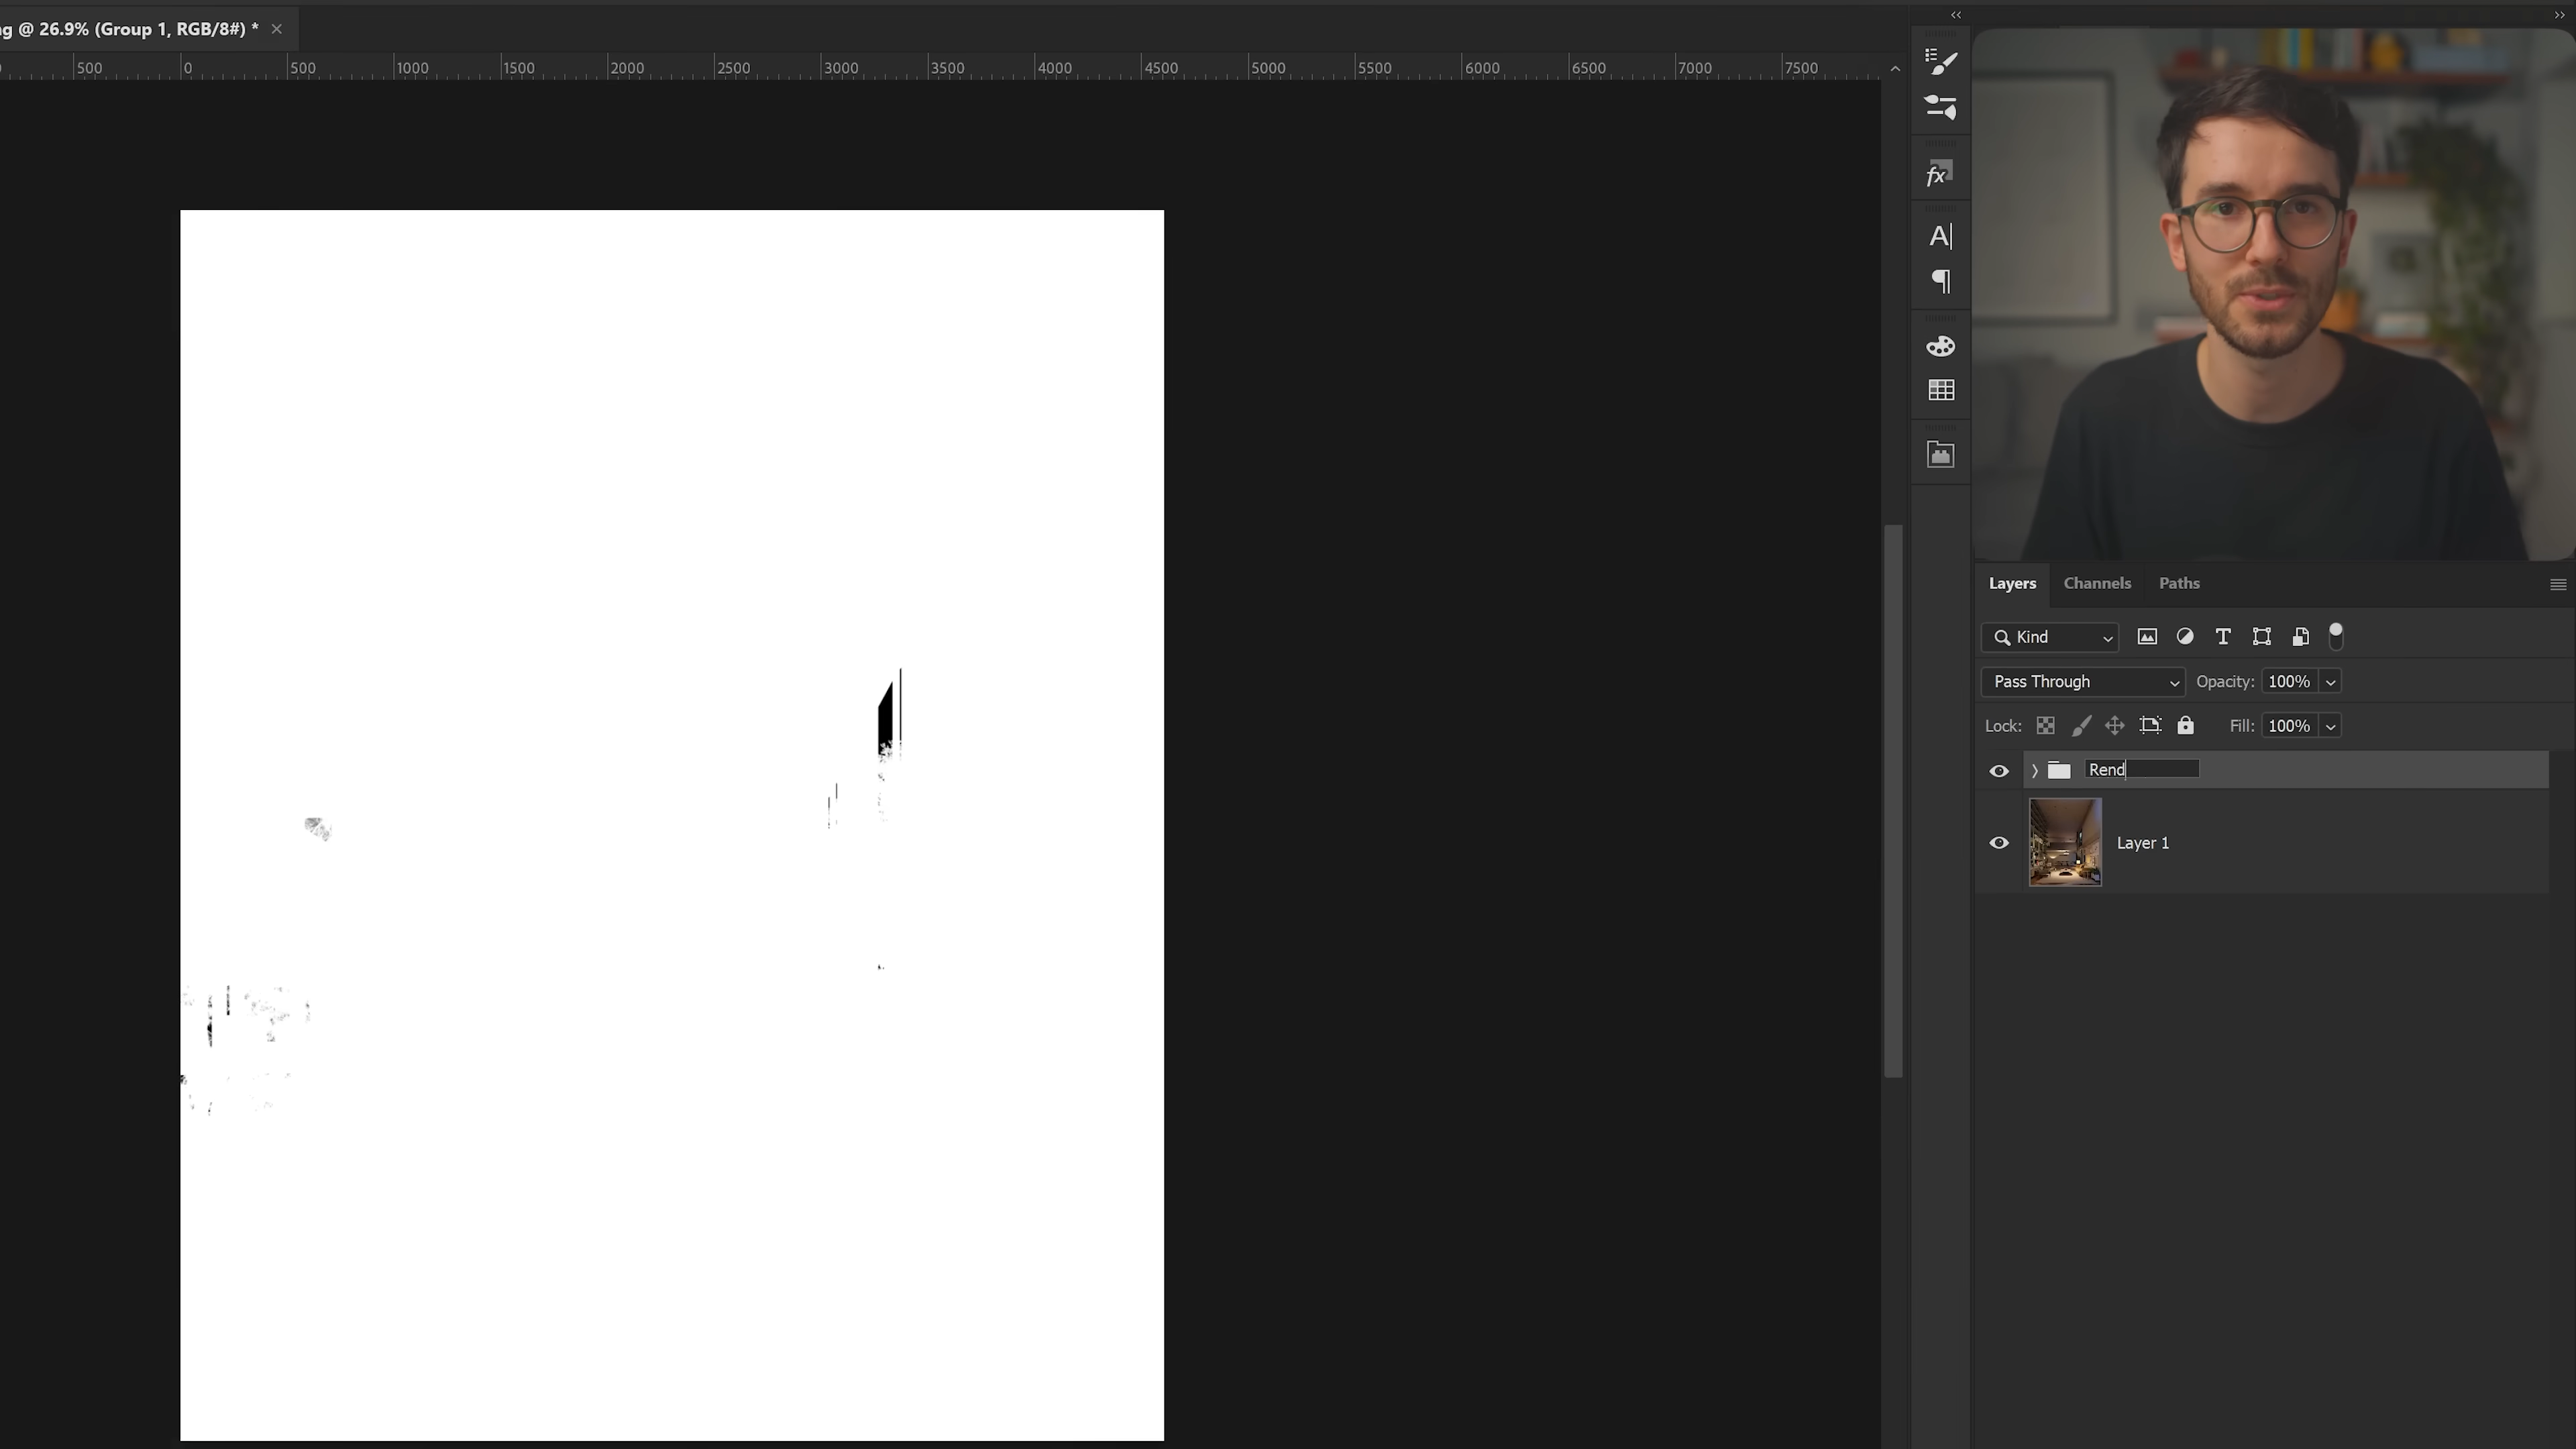 g @ 26.9% (Group 1, RGB/8#) *
500 0 500 1000 1500 2000 2500 3000 3500 4000 4500 5000 5500 6000 6500 7000 7500
Layers Channels Paths
Kind
Pass Through Opacity: 100%
Lock: Fill: 100%
Rend
Layer 1